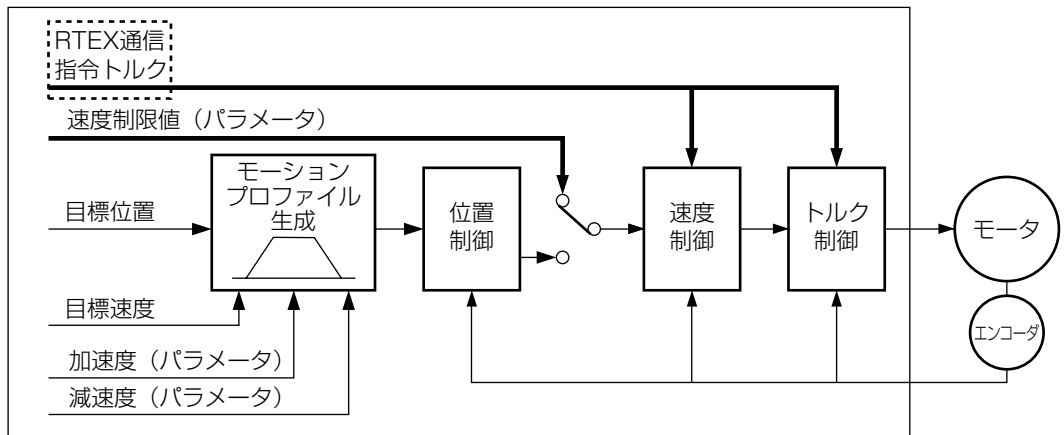 RTEX通信
指令トルク
速度制限値（パラメータ）
モーション
プロファイル
生成
目標位置
位置
制御
速度
制御
トルク
制御
モータ
目標速度
エンコーダ
加速度（パラメータ）
減速度（パラメータ）